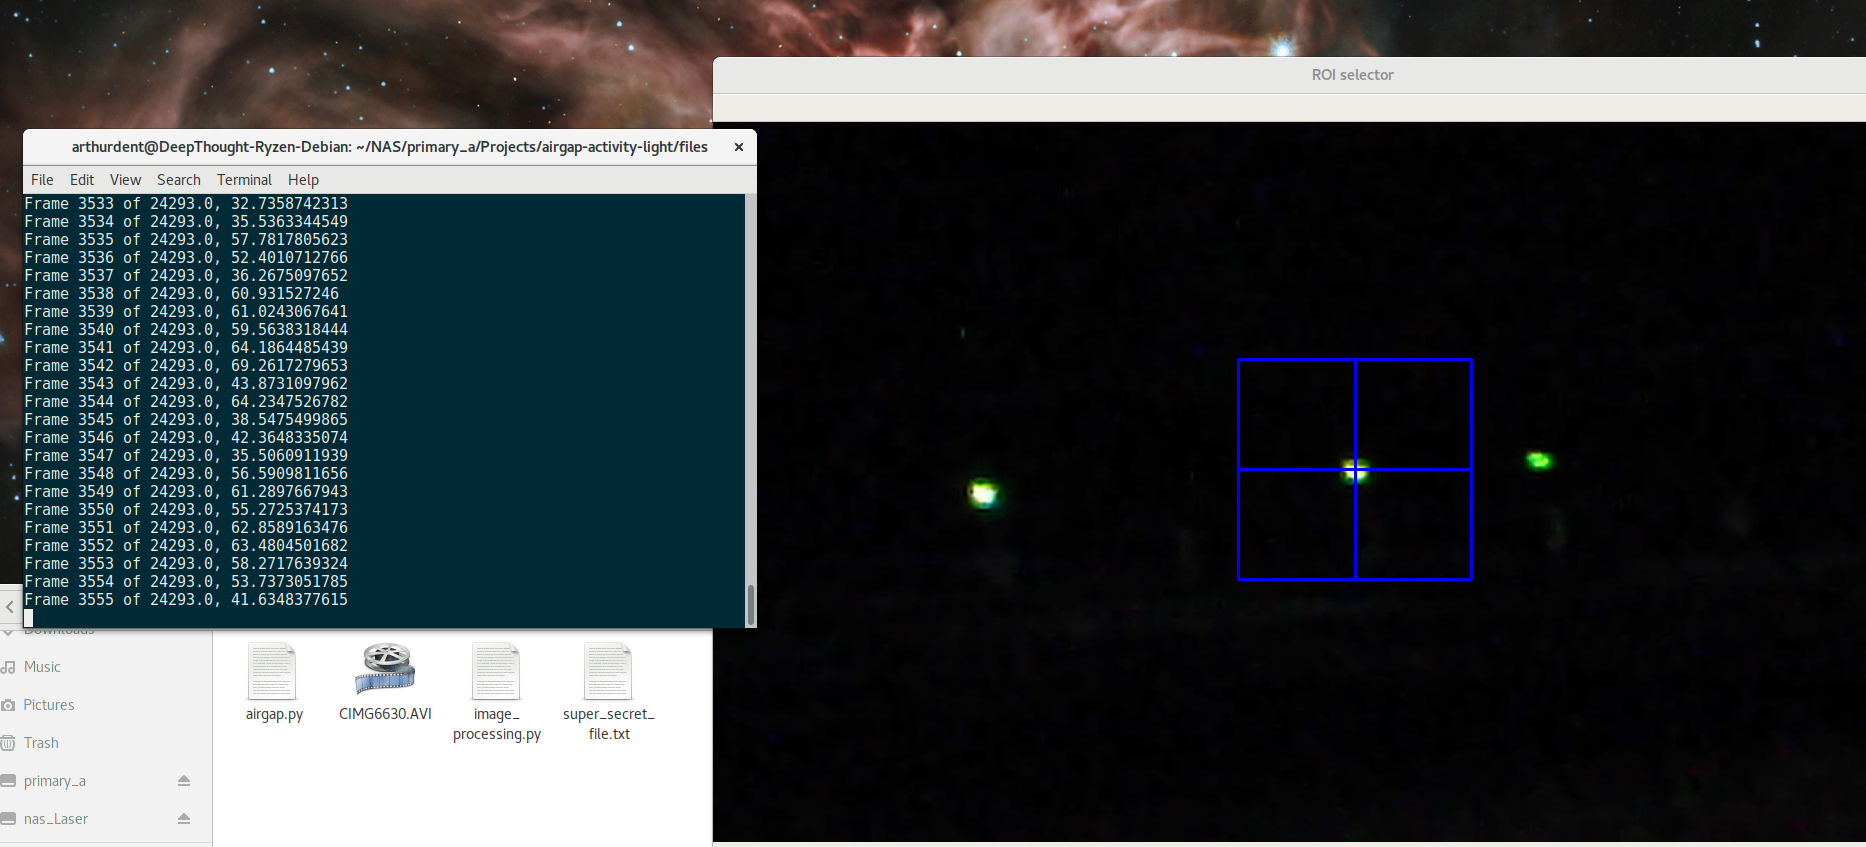 ROI selector
arthurdent@DeepThought-Ryzen-Debian: ~/NAS/primary_a/Projects/airgap-activity-light/files
File Edit View Search Terminal Help
Frame 3533 of 24293.0, 32.7358742313
Frame 3534 of 24293.0, 35.5363344549
Frame 3535 of 24293.0, 57.7817805623
Frame 3536 of 24293.0, 52.4010712766
Frame 3537 of 24293.0, 36.2675097652
Frame 3538 of 24293.0, 60.931527246
Frame 3539 of 24293.0, 61.0243067641
Frame 3540 of 24293.0, 59.5638318444
Frame 3541 of 24293.0, 64.1864485439
Frame 3542 of 24293.0, 69.2617279653
Frame 3543 of 24293.0, 43.8731097962
Frame 3544 of 24293.0, 64.2347526782
Frame 3545 of 24293.0, 38.5475499865
Frame 3546 of 24293.0, 42.3648335074
Frame 3547 of 24293.0, 35.5060911939
Frame 3548 of 24293.0, 56.5909811656
Frame 3549 of 24293.0, 61.2897667943
Frame 3550 of 24293.0, 55.2725374173
Frame 3551 of 24293.0, 62.8589163476
Frame 3552 of 24293.0, 63.4804501682
Frame 3553 of 24293.0, 58.2717639324
Frame 3554 of 24293.0, 53.7373051785
Frame 3555 of 24293.0, 41.6348377615
Downloads
Music
Pictures
Trash
primary_a
nas_Laser
airgap.py
CIMG6630.AVI
image_
processing.py
super_secret_
file.txt